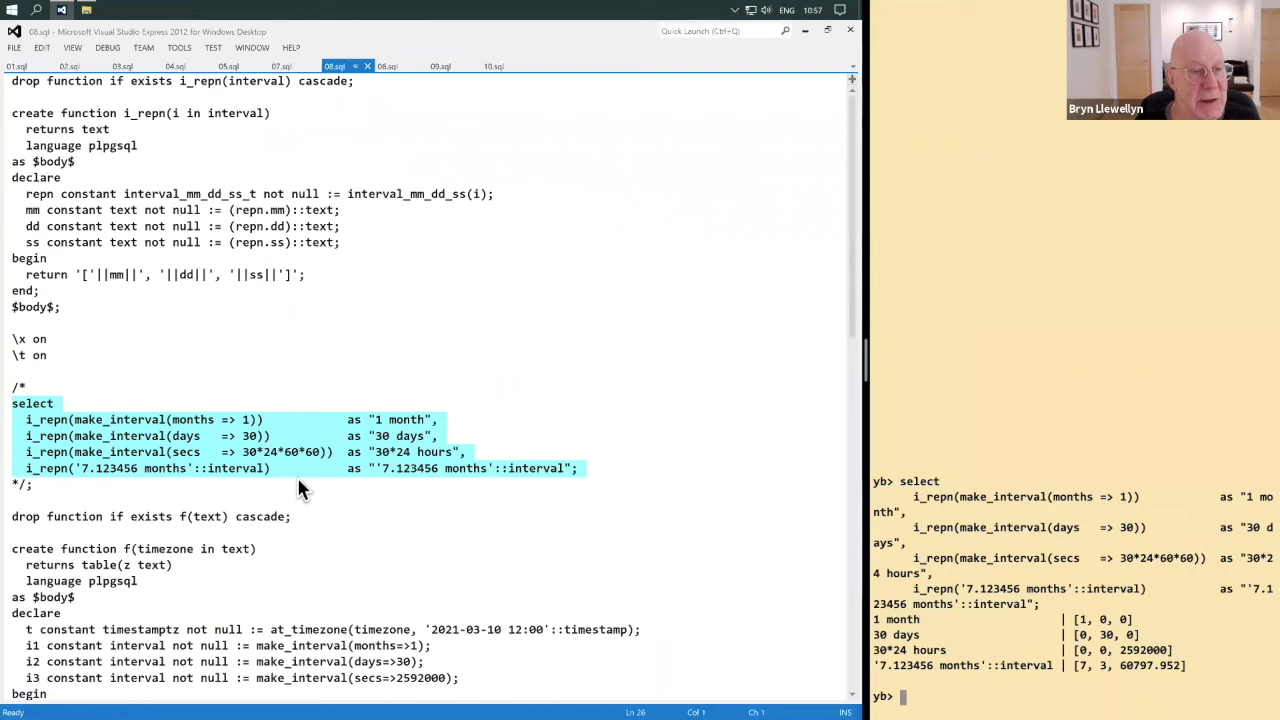 ENG 10:57
08.sql - Microsoft Visual Studio Express 2012 for Windows Desktop
Quick Launch (Ctrl+Q)
FILE EDIT VIEW DEBUG TEAM TOOLS TEST WINDOW HELP
01.sql 02.sql 03.sql 04.sql 05.sql 07.sql 08.sql 06.sql 09.sql 10.sql
drop function if exists i_repn(interval) cascade;
create function i_repn(i in interval)
returns text
language plpgsql
as $body$
declare
repn constant interval_mm_dd_ss_t not null := interval_mm_dd_ss(i);
mm constant text not null := (repn.mm)::text;
dd constant text not null := (repn.dd)::text;
ss constant text not null := (repn.ss)::text;
begin
return '['||mm||', '||dd||', '||ss||']';
end;
$body$;
\x on
\t on
/*
select
i_repn(make_interval(months => 1)) as "1 month",
i_repn(make_interval(days => 30)) as "30 days",
i_repn(make_interval(secs => 30*24*60*60)) as "30*24 hours",
i_repn('7.123456 months'::interval) as "'7.123456 months'::interval";
*/;
drop function if exists f(text) cascade;
create function f(timezone in text)
returns table(z text)
language plpgsql
as $body$
declare
t constant timestamptz not null := at_timezone(timezone, '2021-03-10 12:00'::timestamp);
i1 constant interval not null := make_interval(months=>1);
i2 constant interval not null := make_interval(days=>30);
i3 constant interval not null := make_interval(secs=>2592000);
begin
Ready Ln 26 Col 1 Ch 1 INS
Bryn Llewellyn
yb> select
i_repn(make_interval(months => 1)) as "1 mo
nth",
i_repn(make_interval(days => 30)) as "30 d
ays",
i_repn(make_interval(secs => 30*24*60*60)) as "30*2
4 hours",
i_repn('7.123456 months'::interval) as "'7.1
23456 months'::interval";
1 month | [1, 0, 0]
30 days | [0, 30, 0]
30*24 hours | [0, 0, 2592000]
'7.123456 months'::interval | [7, 3, 60797.952]
yb>